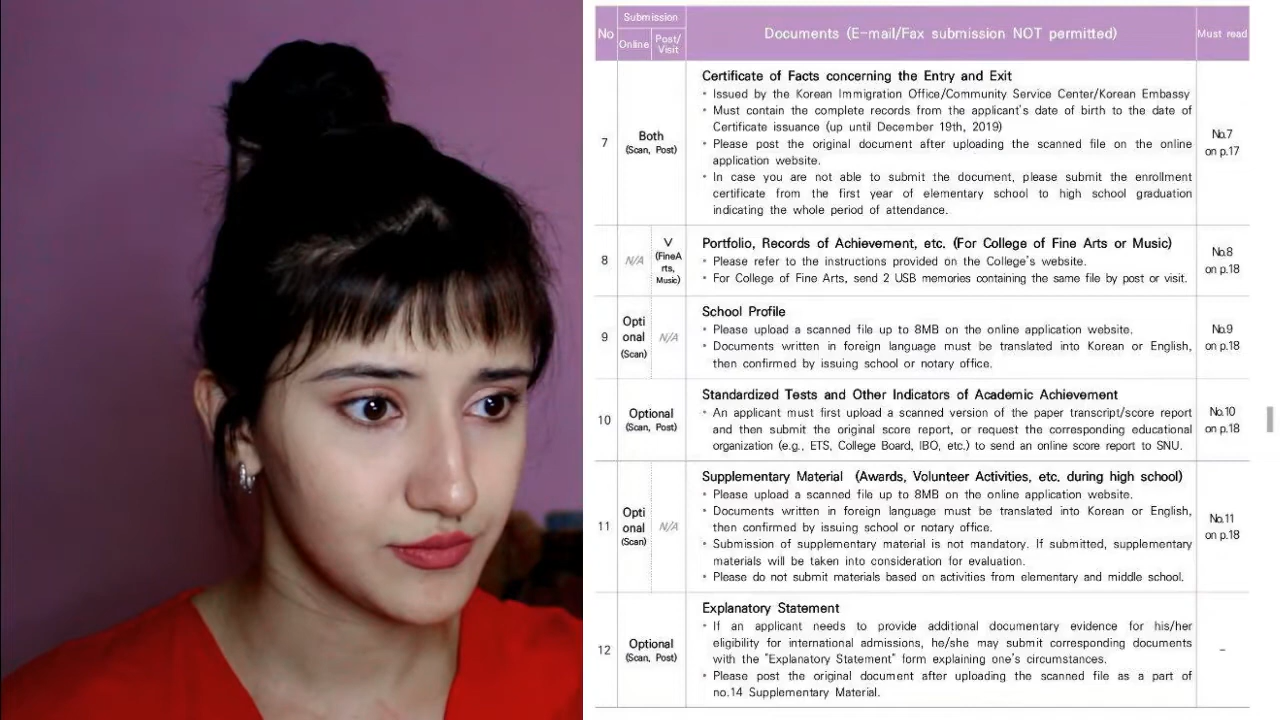 No
Submission
Online
Post/
Visit
Documents (E-mail/Fax submission NOT permitted)
Must read
7
Both
(Scan, Post)
Certificate of Facts concerning the Entry and Exit
• Issued by the Korean Immigration Office/Community Service Center/Korean Embassy
• Must contain the complete records from the applicant's date of birth to the date of
Certificate issuance (up until December 19th, 2019)
• Please post the original document after uploading the scanned file on the online
application website.
• In case you are not able to submit the document, please submit the enrollment
certificate from the first year of elementary school to high school graduation
indicating the whole period of attendance.
No.7
on p.17
8
N/A
V
(FineA
rts,
Music)
Portfolio, Records of Achievement, etc. (For College of Fine Arts or Music)
• Please refer to the instructions provided on the College's website.
• For College of Fine Arts, send 2 USB memories containing the same file by post or visit.
No.8
on p.18
9
Opti
onal
(Scan)
N/A
School Profile
• Please upload a scanned file up to 8MB on the online application website.
• Documents written in foreign language must be translated into Korean or English,
then confirmed by issuing school or notary office.
No.9
on p.18
10
Optional
(Scan, Post)
Standardized Tests and Other Indicators of Academic Achievement
• An applicant must first upload a scanned version of the paper transcript/score report
and then submit the original score report, or request the corresponding educational
organization (e.g., ETS, College Board, IBO, etc.) to send an online score report to SNU.
No.10
on p.18
11
Opti
onal
(Scan)
N/A
Supplementary Material (Awards, Volunteer Activities, etc. during high school)
• Please upload a scanned file up to 8MB on the online application website.
• Documents written in foreign language must be translated into Korean or English,
then confirmed by issuing school or notary office.
• Submission of supplementary material is not mandatory. If submitted, supplementary
materials will be taken into consideration for evaluation.
• Please do not submit materials based on activities from elementary and middle school.
No.11
on p.18
12
Optional
(Scan, Post)
Explanatory Statement
• If an applicant needs to provide additional documentary evidence for his/her
eligibility for international admissions, he/she may submit corresponding documents
with the "Explanatory Statement" form explaining one's circumstances.
• Please post the original document after uploading the scanned file as a part of
no.14 Supplementary Material.
–